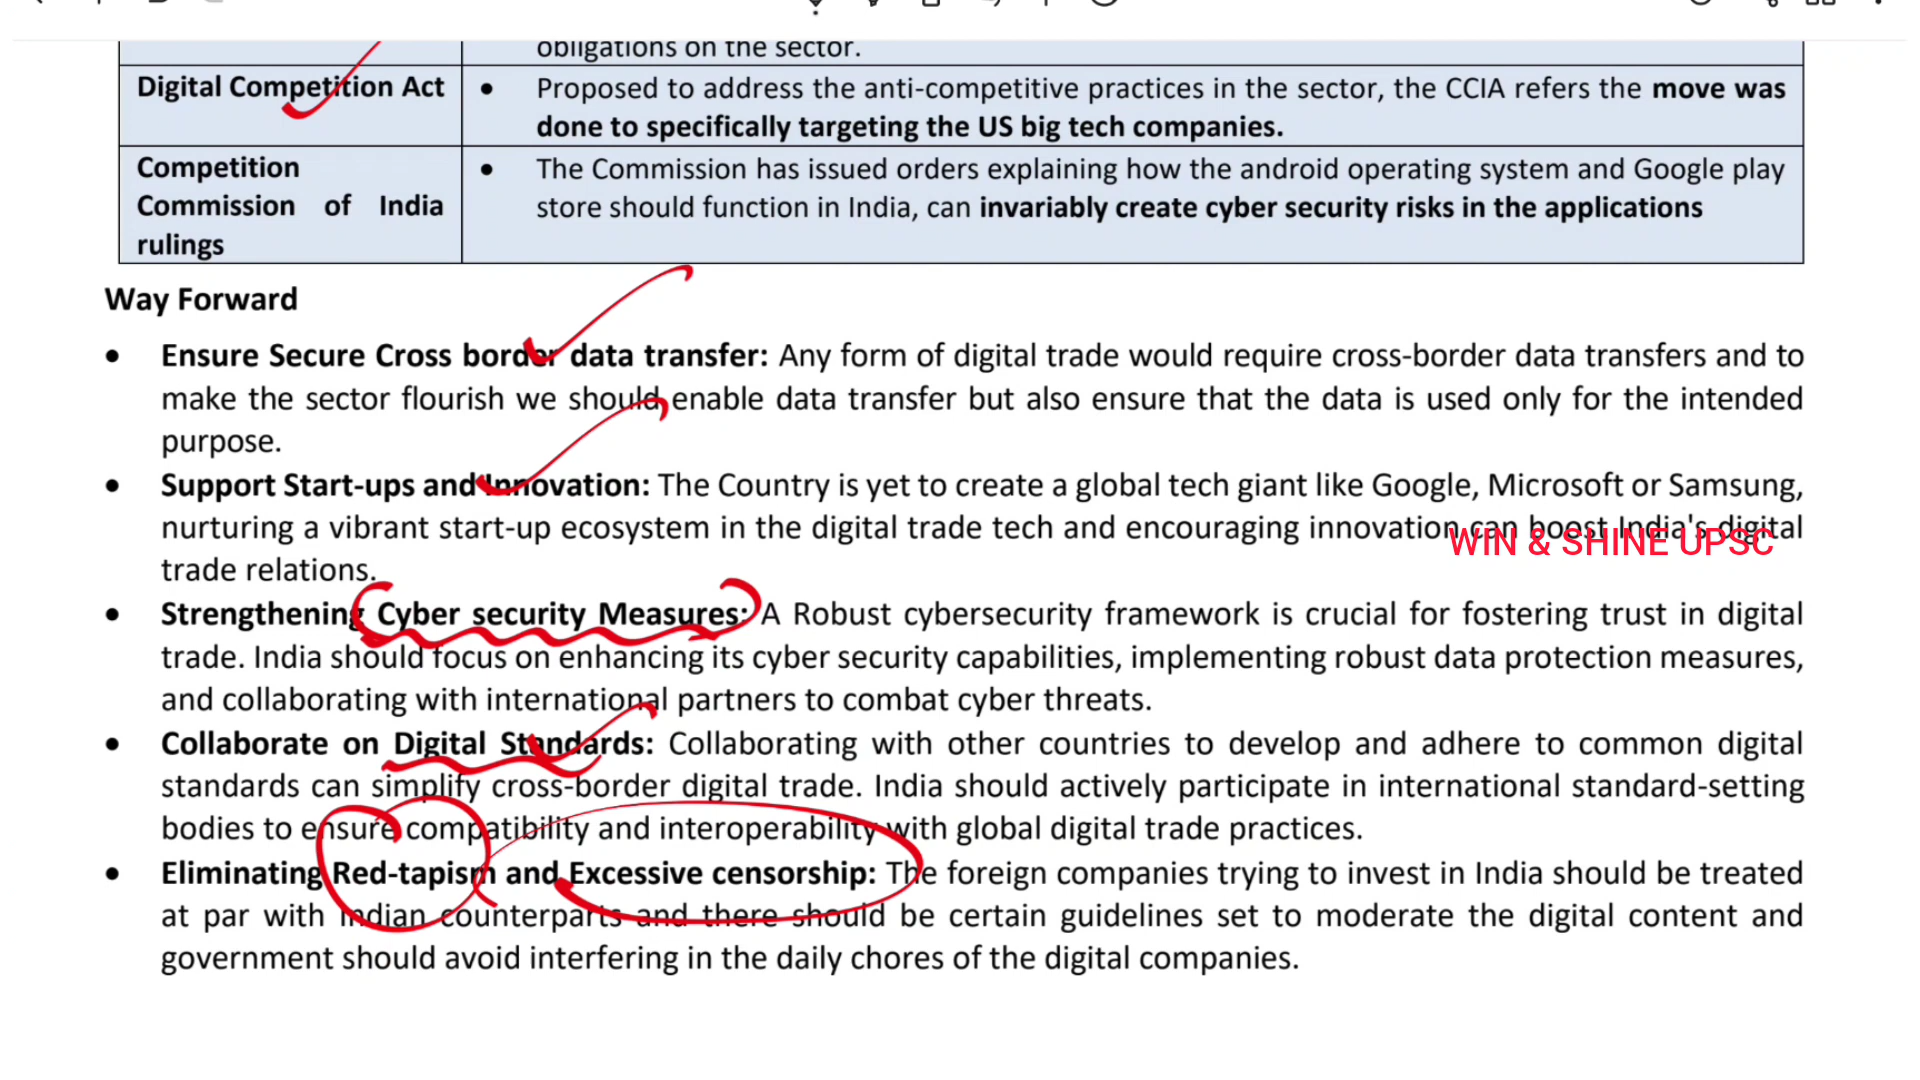 obligations on the sector.
Digital Competition Act
• Proposed to address the anti-competitive practices in the sector, the CCIA refers the move was
done to specifically targeting the US big tech companies.
Competition
Commission of India
rulings
• The Commission has issued orders explaining how the android operating system and Google play
store should function in India, can invariably create cyber security risks in the applications
Way Forward
• Ensure Secure Cross border data transfer: Any form of digital trade would require cross-border data transfers and to
make the sector flourish we should enable data transfer but also ensure that the data is used only for the intended
purpose.
• Support Start-ups and Innovation: The Country is yet to create a global tech giant like Google, Microsoft or Samsung,
nurturing a vibrant start-up ecosystem in the digital trade tech and encouraging innovation can boost India's digital
WIN & SHINE UPSC
trade relations.
• Strengthening Cyber security Measures: A Robust cybersecurity framework is crucial for fostering trust in digital
trade. India should focus on enhancing its cyber security capabilities, implementing robust data protection measures,
and collaborating with international partners to combat cyber threats.
• Collaborate on Digital Standards: Collaborating with other countries to develop and adhere to common digital
standards can simplify cross-border digital trade. India should actively participate in international standard-setting
bodies to ensure compatibility and interoperability with global digital trade practices.
• Eliminating Red-tapism and Excessive censorship: The foreign companies trying to invest in India should be treated
at par with Indian counterparts and there should be certain guidelines set to moderate the digital content and
government should avoid interfering in the daily chores of the digital companies.